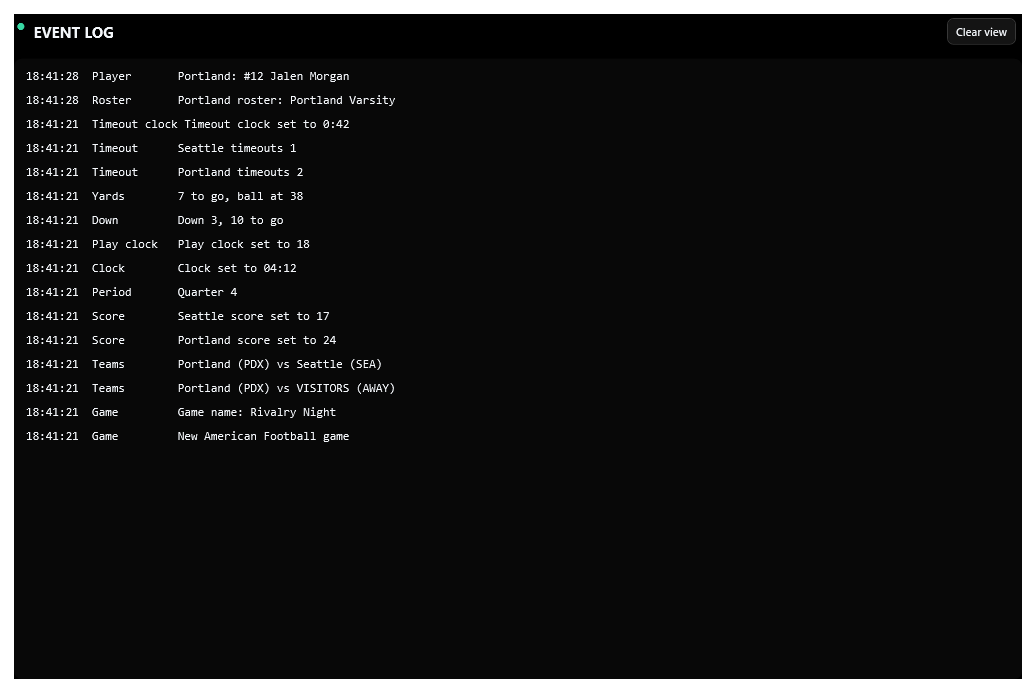 EVENT LOG
Clear view
18:41:28 Player Portland: #12 Jalen Morgan
18:41:28 Roster Portland roster: Portland Varsity
18:41:21 Timeout clock Timeout clock set to 0:42
18:41:21 Timeout Seattle timeouts 1
18:41:21 Timeout Portland timeouts 2
18:41:21 Yards 7 to go, ball at 38
18:41:21 Down Down 3, 10 to go
18:41:21 Play clock Play clock set to 18
18:41:21 Clock Clock set to 04:12
18:41:21 Period Quarter 4
18:41:21 Score Seattle score set to 17
18:41:21 Score Portland score set to 24
18:41:21 Teams Portland (PDX) vs Seattle (SEA)
18:41:21 Teams Portland (PDX) vs VISITORS (AWAY)
18:41:21 Game Game name: Rivalry Night
18:41:21 Game New American Football game